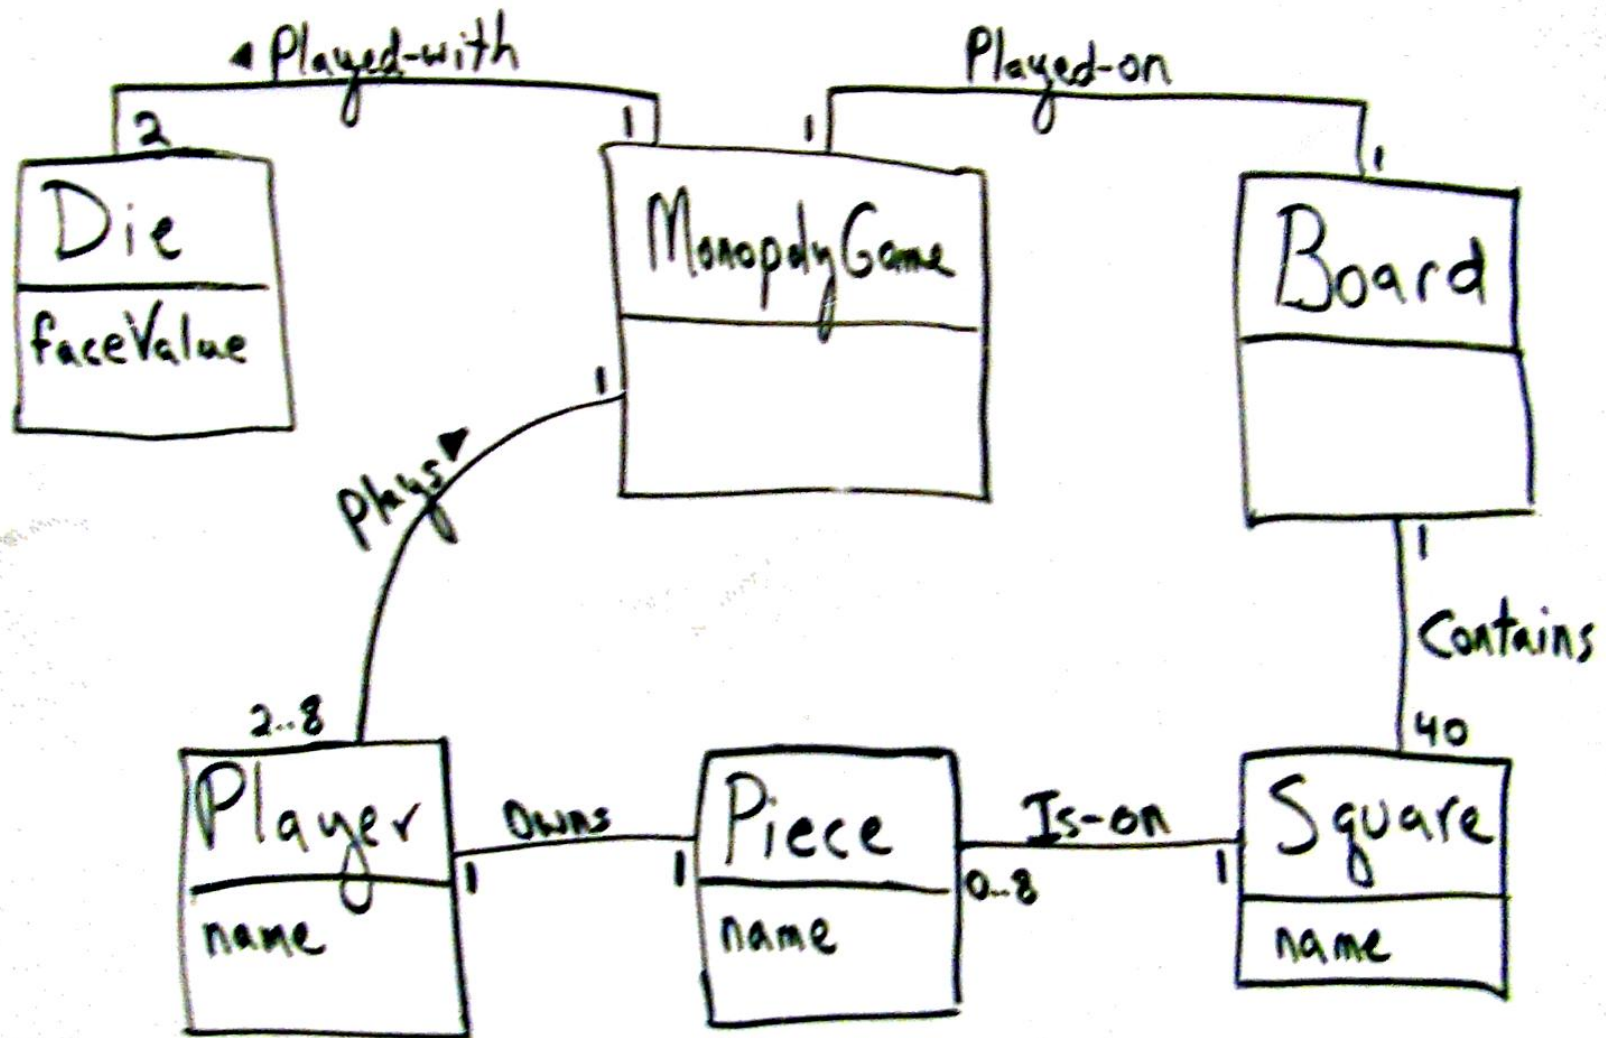 ◄ Played-with
Played-on
2
1
1
1
Die
faceValue
MonopolyGame
Board
1
Plays ►
1
Contains
2..8
40
Player
name
Owns
1
1
Piece
name
Is-on
0..8
1
Square
name